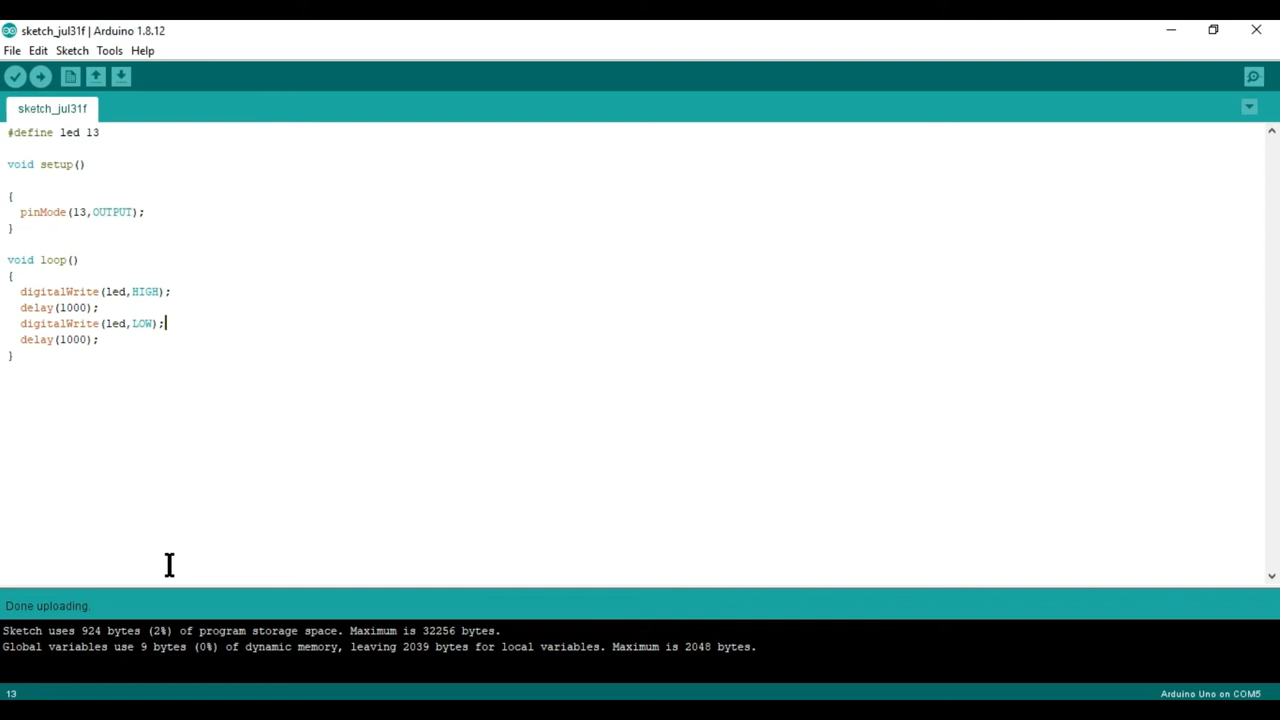 sketch_jul31f | Arduino 1.8.12
File Edit Sketch Tools Help
sketch_jul31f
#define led 13
void setup()
{
pinMode(13,OUTPUT);
}
void loop()
{
digitalWrite(led,HIGH);
delay(1000);
digitalWrite(led,LOW);
delay(1000);
}
Done uploading.
Sketch uses 924 bytes (2%) of program storage space. Maximum is 32256 bytes.
Global variables use 9 bytes (0%) of dynamic memory, leaving 2039 bytes for local variables. Maximum is 2048 bytes.
13 Arduino Uno on COM5